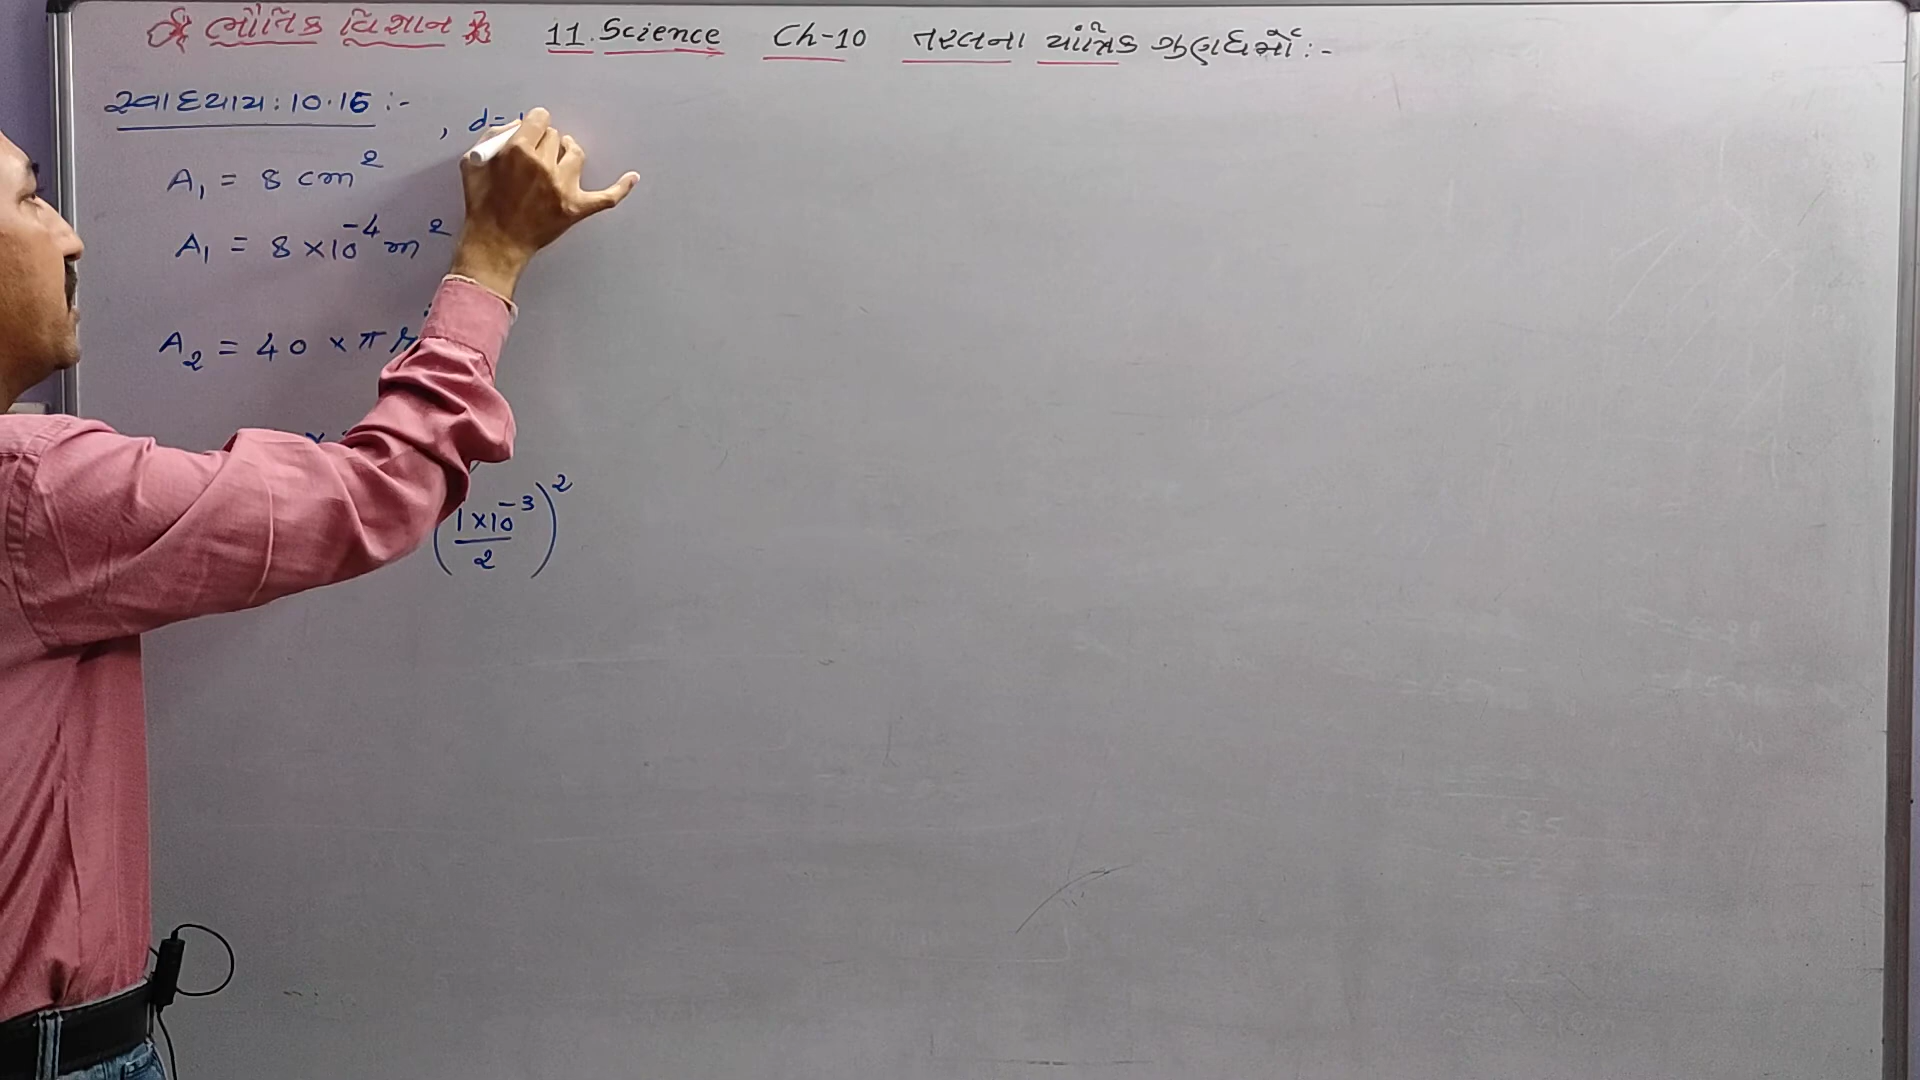 ભૌતિક વિજ્ઞાન 11. Science Ch-10 તરલના યાંત્રિક ગુણધર્મો :-
સ્વાધ્યાય : 10.16 :-
, d =
A₁ = 8 cm²
A₁ = 8 × 10⁻⁴ m²
A₂ = 40 × π r
(1×10⁻³/2)²